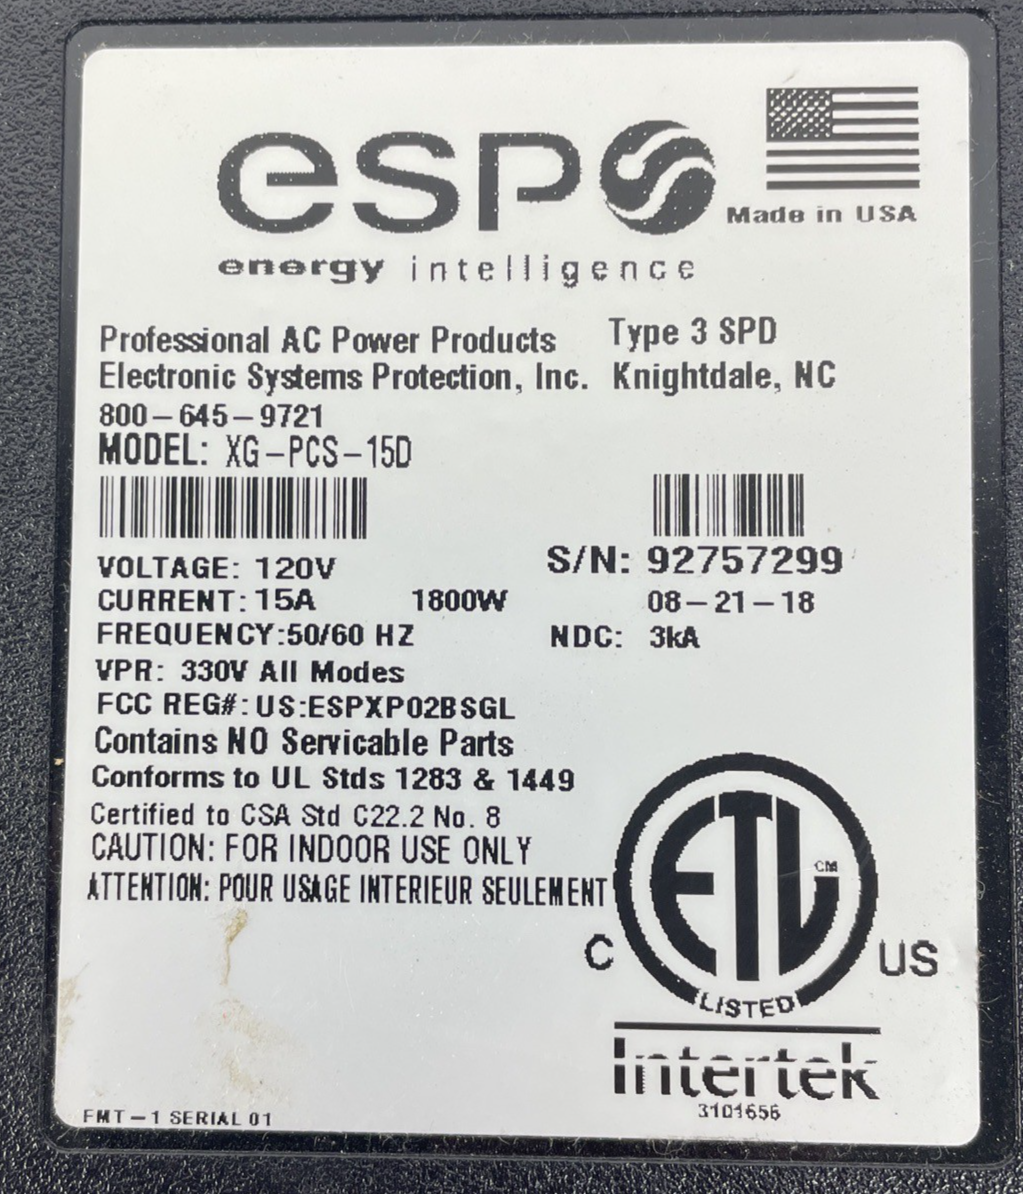 esp
Made in USA
energy intelligence
Professional AC Power Products Type 3 SPD
Electronic Systems Protection, Inc. Knightdale, NC
800-645-9721
MODEL: XG-PCS-15D
VOLTAGE: 120V S/N: 92757299
CURRENT: 15A 1800W 08-21-18
FREQUENCY:50/60 HZ NDC: 3kA
VPR: 330V All Modes
FCC REG#: US:ESPXP02BSGL
Contains NO Servicable Parts
Conforms to UL Stds 1283 & 1449
Certified to CSA Std C22.2 No. 8
CAUTION: FOR INDOOR USE ONLY
ATTENTION: POUR USAGE INTERIEUR SEULEMENT
ETL CM
C US
LISTED
Intertek
3101656
FMT-1 SERIAL 01